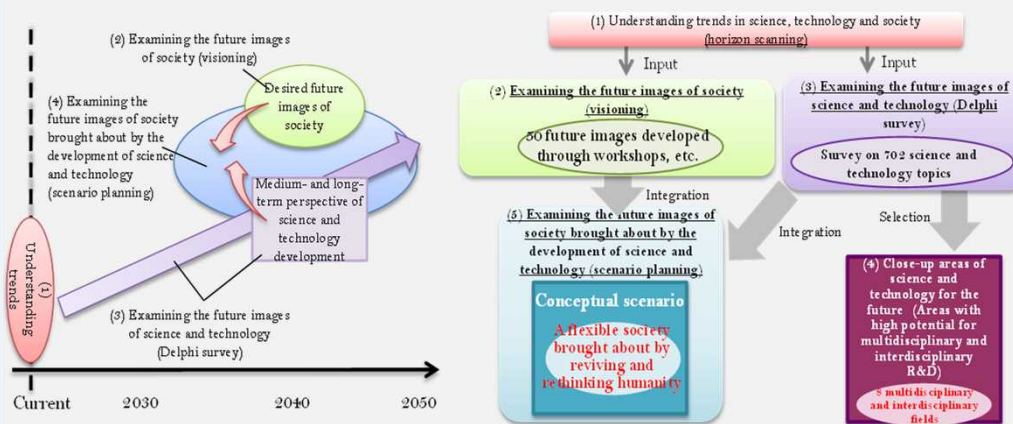 (2) Examining the future images
of society (visioning)
Desired future
images of
society
(4) Examining the
future images of society
brought about by the
development of science
and technology
(scenario planning)
Medium- and long-
term perspective of
science and
technology
development
(1)
Understanding
trends
(3) Examining the future images
of science and technology
(Delphi survey)
Current
2030
2040
2050
(1) Understanding trends in science, technology and society
(horizon scanning)
Input
Input
(2) Examining the future images of society
(visioning)
50 future images developed
through workshops, etc.
(3) Examining the future images of
science and technology (Delphi
survey)
Survey on 702 science and
technology topics
Integration
Integration
Selection
(5) Examining the future images of
society brought about by the
development of science and
technology (scenario planning)
Conceptual scenario
A flexible society
brought about by
reviving and
rethinking humanity
(4) Close-up areas of
science and
technology for the
future (Areas with
high potential for
multidisciplinary and
interdisciplinary
R&D)
8 multidisciplinary
and interdisciplinary
fields